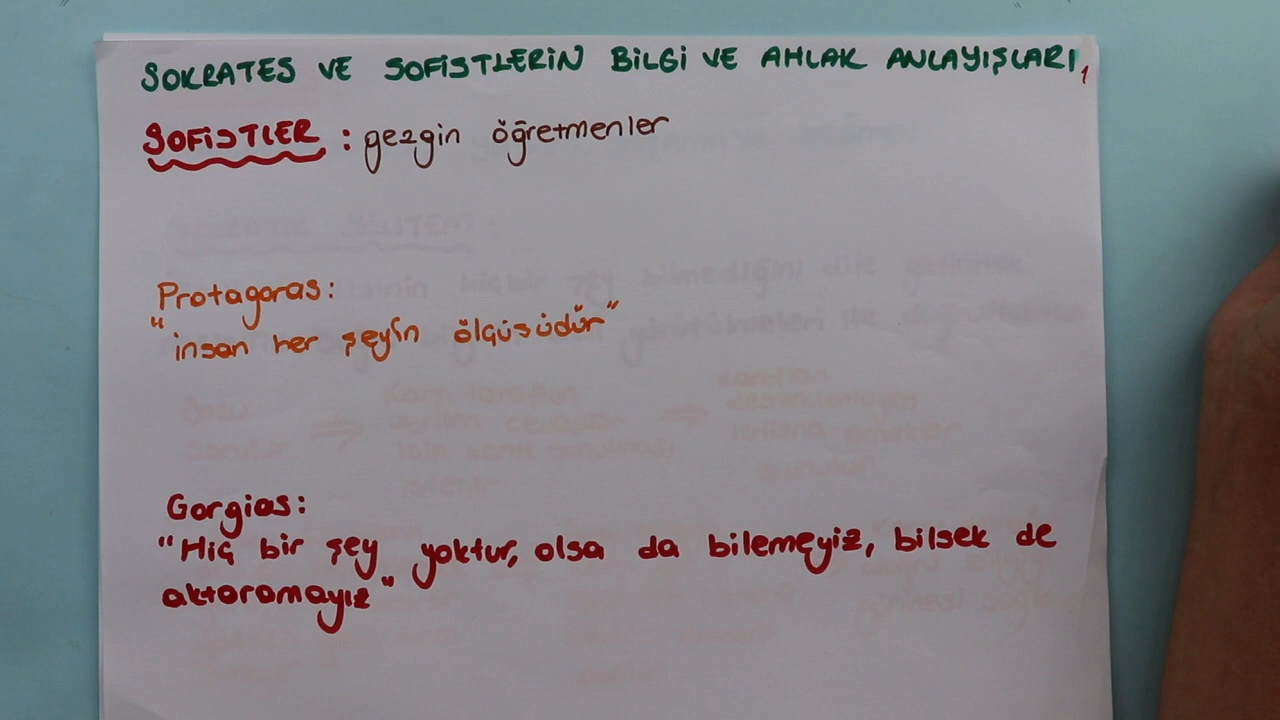 SOKRATES VE SOFİSTLERİN BİLGİ VE AHLAK ANLAYIŞLARI, 1
SOFİSTLER : gezgin öğretmenler
Protagoras:
"insan her şeyin ölçüsüdür"
Gorgias:
"Hiç bir şey yoktur, olsa da bilemeyiz, bilsek de
aktaramayız"